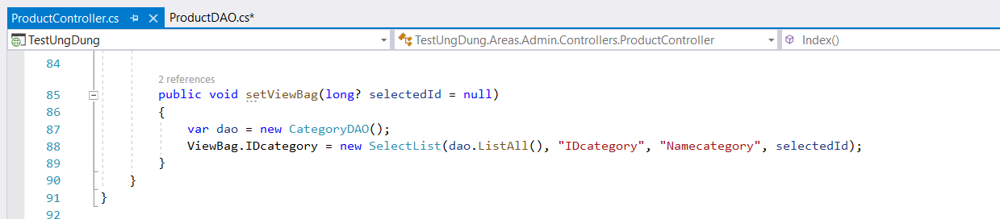 ProductController.cs ProductDAO.cs*
TestUngDung TestUngDung.Areas.Admin.Controllers.ProductController Index()
84
2 references
85 public void setViewBag(long? selectedId = null)
86 {
87 var dao = new CategoryDAO();
88 ViewBag.IDcategory = new SelectList(dao.ListAll(), "IDcategory", "Namecategory", selectedId);
89 }
90 }
91 }
92